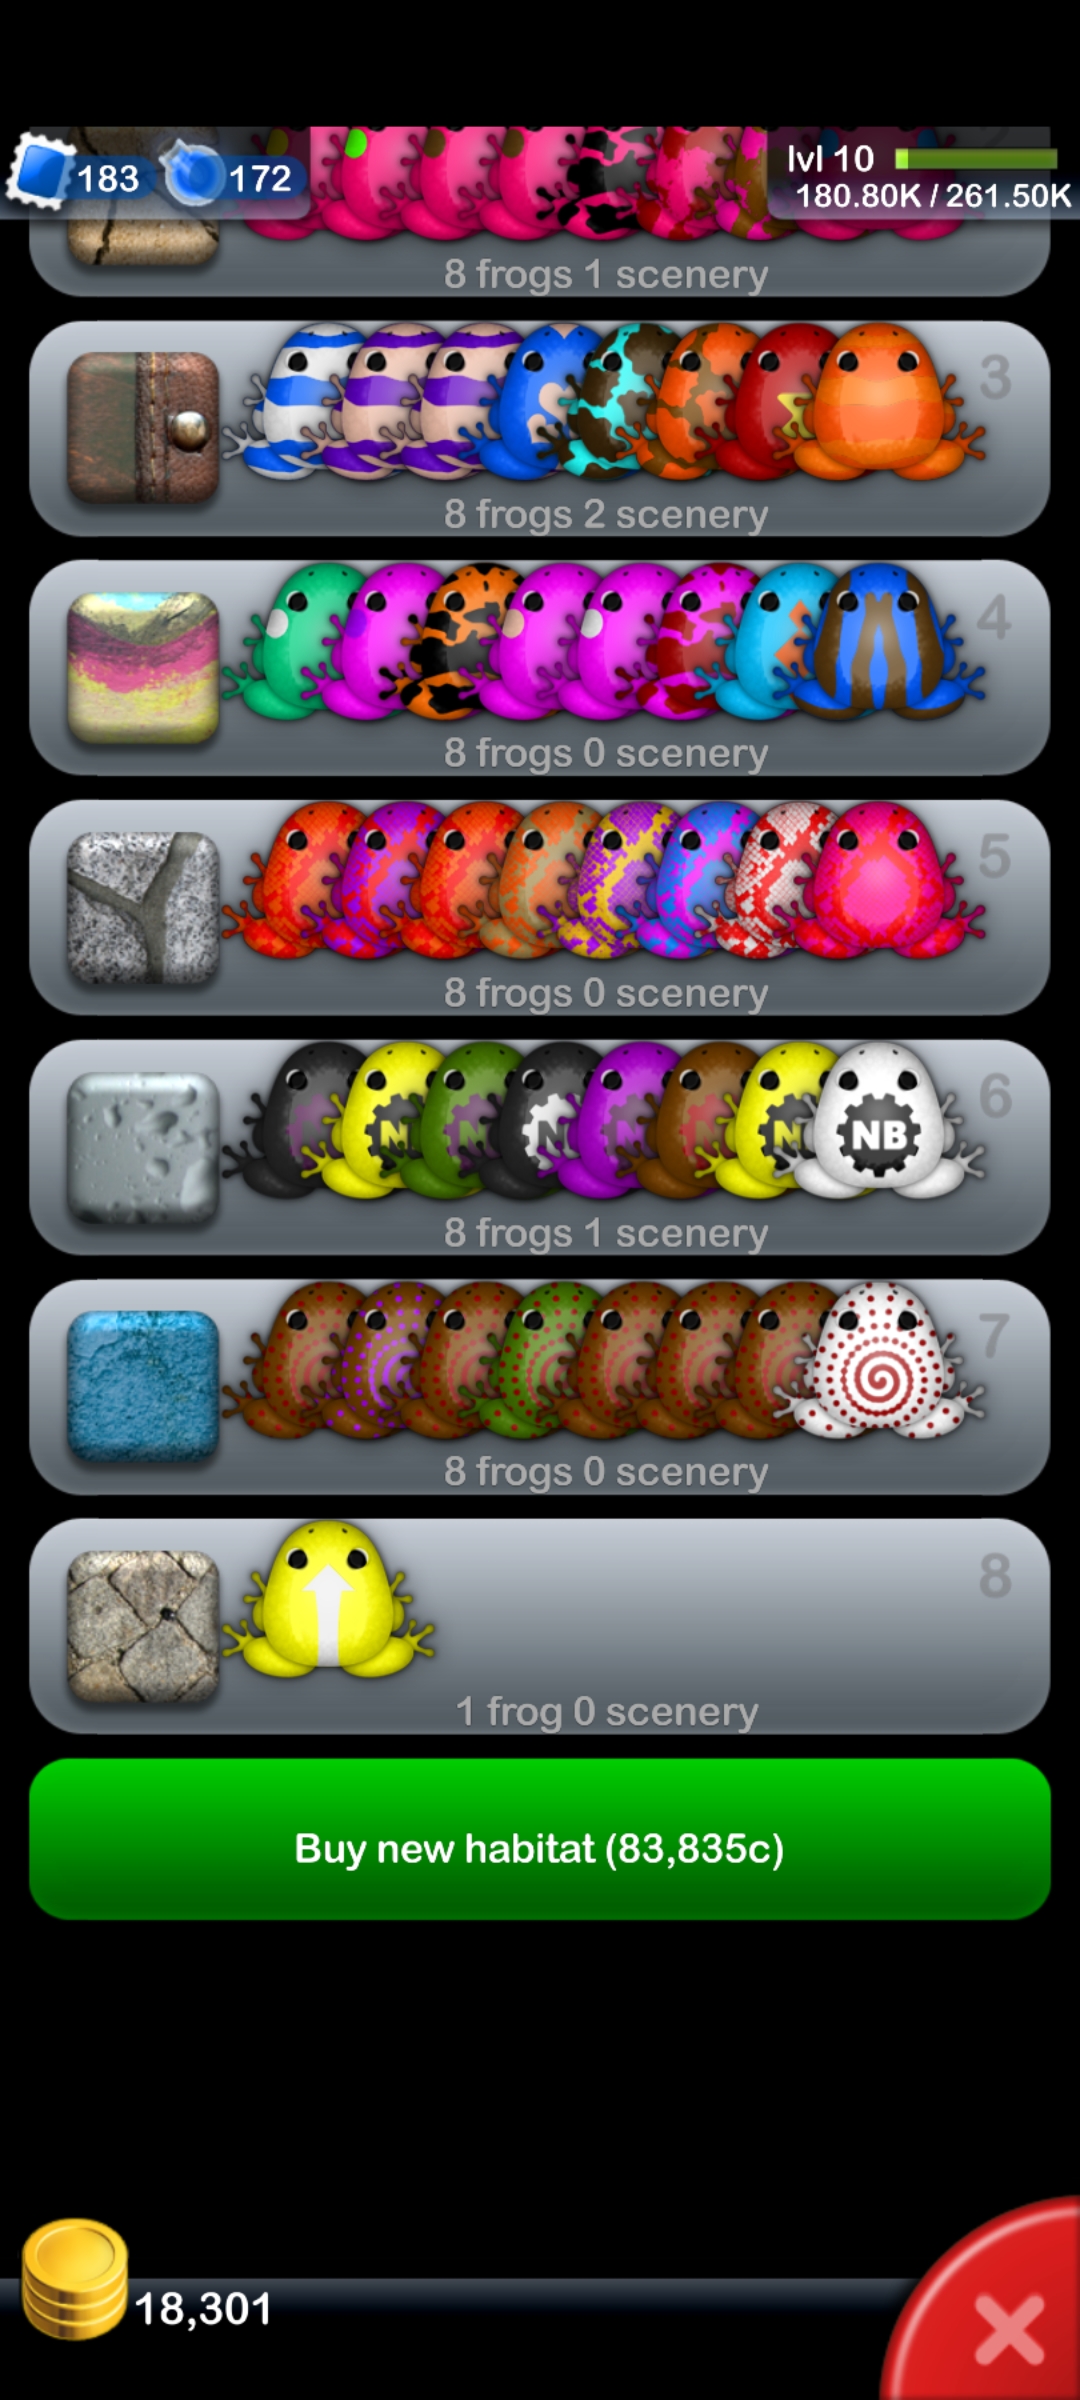 183
172
lvl 10
180.80K / 261.50K
8 frogs 1 scenery
3
8 frogs 2 scenery
4
8 frogs 0 scenery
5
8 frogs 0 scenery
6
NB
8 frogs 1 scenery
7
8 frogs 0 scenery
8
1 frog 0 scenery
Buy new habitat (83,835c)
18,301